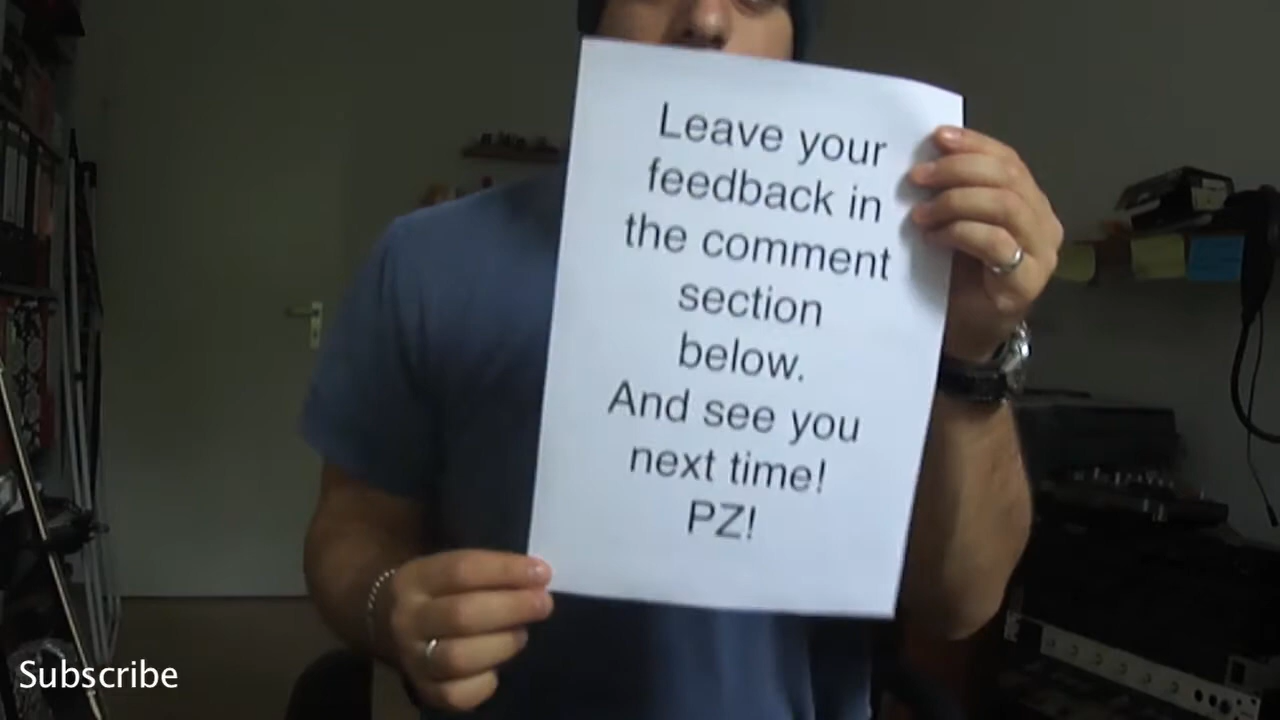 Leave your
feedback in
the comment
section
below.
And see you
next time!
PZ!
Subscribe